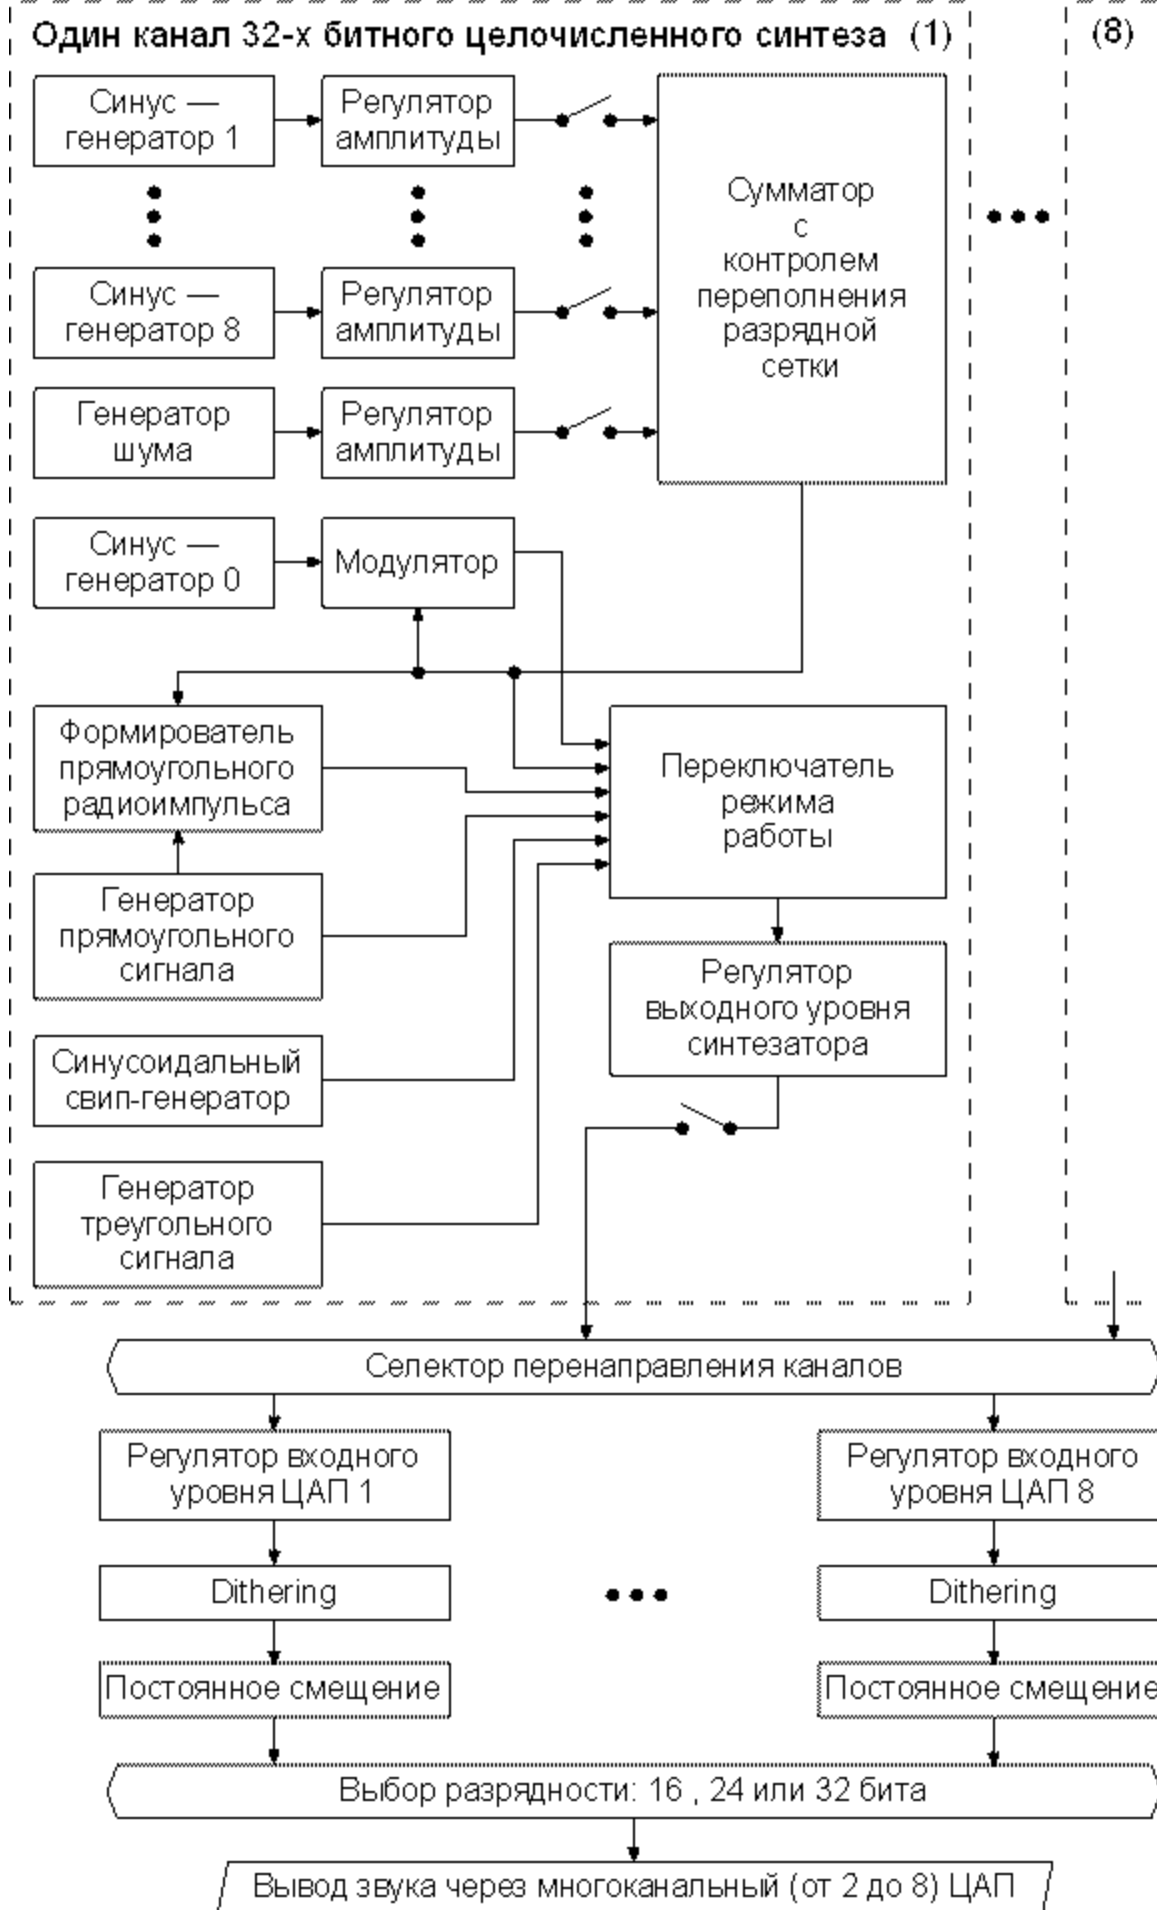 Один канал 32-х битного целочисленного синтеза (1)
(8)
Синус —
генератор 1
Регулятор
амплитуды
Сумматор
с
контролем
переполнения
разрядной
сетки
Синус —
генератор 8
Регулятор
амплитуды
Генератор
шума
Регулятор
амплитуды
Синус —
генератор 0
Модулятор
Формирователь
прямоугольного
радиоимпульса
Переключатель
режима
работы
Генератор
прямоугольного
сигнала
Регулятор
выходного уровня
синтезатора
Синусоидальный
свип-генератор
Генератор
треугольного
сигнала
Селектор перенаправления каналов
Регулятор входного
уровня ЦАП 1
Регулятор входного
уровня ЦАП 8
Dithering
Dithering
Постоянное смещение
Постоянное смещение
Выбор разрядности: 16 , 24 или 32 бита
Вывод звука через многоканальный (от 2 до 8) ЦАП